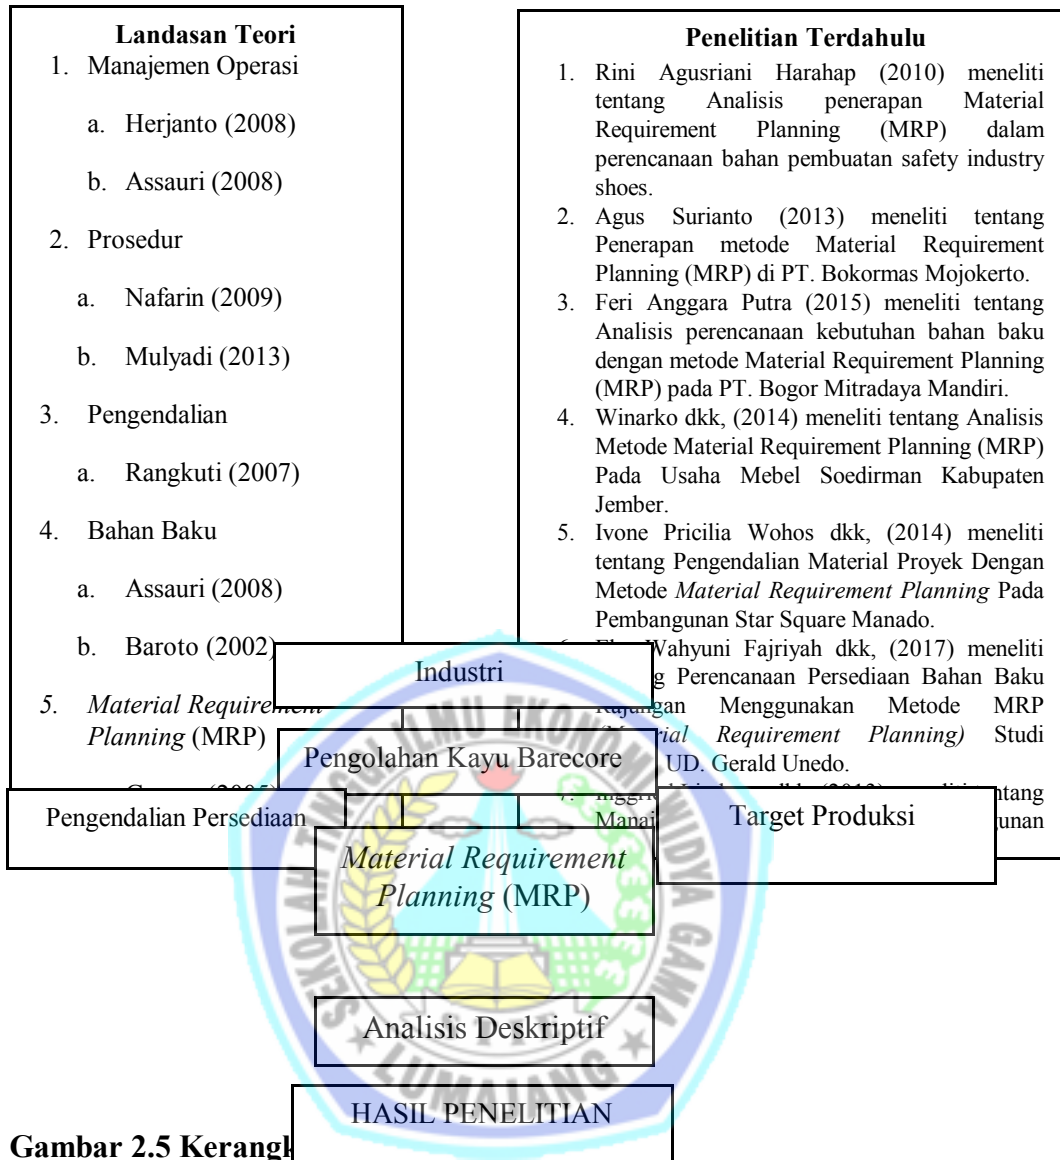 Landasan Teori
1. Manajemen Operasi
a. Herjanto (2008)
b. Assauri (2008)
2. Prosedur
a. Nafarin (2009)
b. Mulyadi (2013)
3. Pengendalian
a. Rangkuti (2007)
4. Bahan Baku
a. Assauri (2008)
b. Baroto (2002)
5. Material Requirement
Planning (MRP)
Penelitian Terdahulu
1. Rini Agusriani Harahap (2010) meneliti
tentang Analisis penerapan Material
Requirement Planning (MRP) dalam
perencanaan bahan pembuatan safety industry
shoes.
2. Agus Surianto (2013) meneliti tentang
Penerapan metode Material Requirement
Planning (MRP) di PT. Bokormas Mojokerto.
3. Feri Anggara Putra (2015) meneliti tentang
Analisis perencanaan kebutuhan bahan baku
dengan metode Material Requirement Planning
(MRP) pada PT. Bogor Mitradaya Mandiri.
4. Winarko dkk, (2014) meneliti tentang Analisis
Metode Material Requirement Planning (MRP)
Pada Usaha Mebel Soedirman Kabupaten
Jember.
5. Ivone Pricilia Wohos dkk, (2014) meneliti
tentang Pengendalian Material Proyek Dengan
Metode Material Requirement Planning Pada
Pembangunan Star Square Manado.
Wahyuni Fajriyah dkk, (2017) meneliti
Perencanaan Persediaan Bahan Baku
Menggunakan Metode MRP
Requirement Planning) Studi
UD. Gerald Unedo.
Industri
Pengolahan Kayu Barecore
Pengendalian Persediaan
Target Produksi
Material Requirement
Planning (MRP)
Analisis Deskriptif
HASIL PENELITIAN
Gambar 2.5
SEKOLAH TINGGI ILMU EKONOMI WIDYA GAMA
LUMAJANG